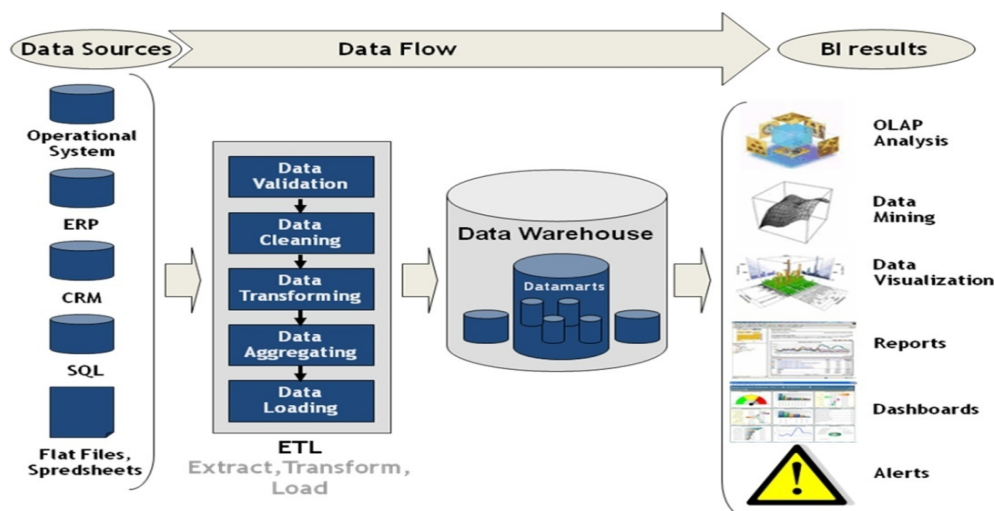 Data Sources
Data Flow
BI results
Operational
System
ERP
CRM
SQL
Flat Files,
Spredsheets
Data
Validation
Data
Cleaning
Data
Transforming
Data
Aggregating
Data
Loading
ETL
Extract,Transform,
Load
Data Warehouse
Datamarts
OLAP
Analysis
Data
Mining
Data
Visualization
Reports
Dashboards
Alerts